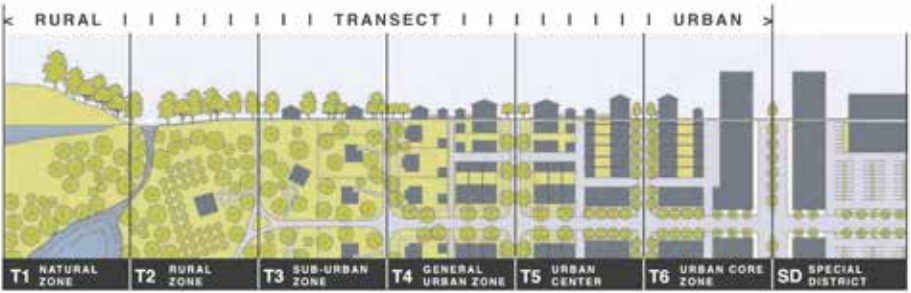 < RURAL | | | | | | TRANSECT | | | | | | | URBAN >
T1 NATURAL ZONE
T2 RURAL ZONE
T3 SUB-URBAN ZONE
T4 GENERAL URBAN ZONE
T5 URBAN CENTER
T6 URBAN CORE ZONE
SD SPECIAL DISTRICT